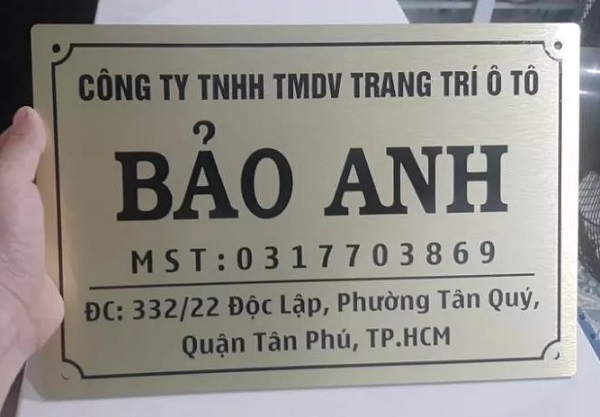 CÔNG TY TNHH TMDV TRANG TRÍ Ô TÔ
BẢO ANH
MST:0317703869
ĐC: 332/22 Độc Lập, Phường Tân Quý,
Quận Tân Phú, TP.HCM